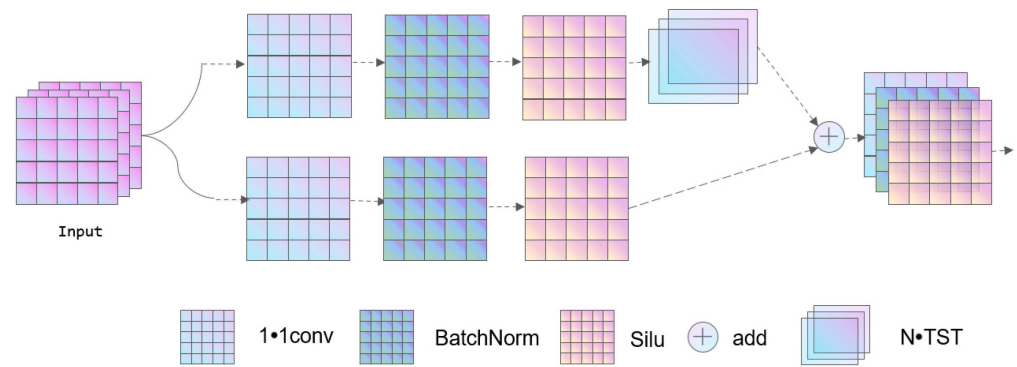 Input
1•1conv
BatchNorm
Silu
add
N•TST